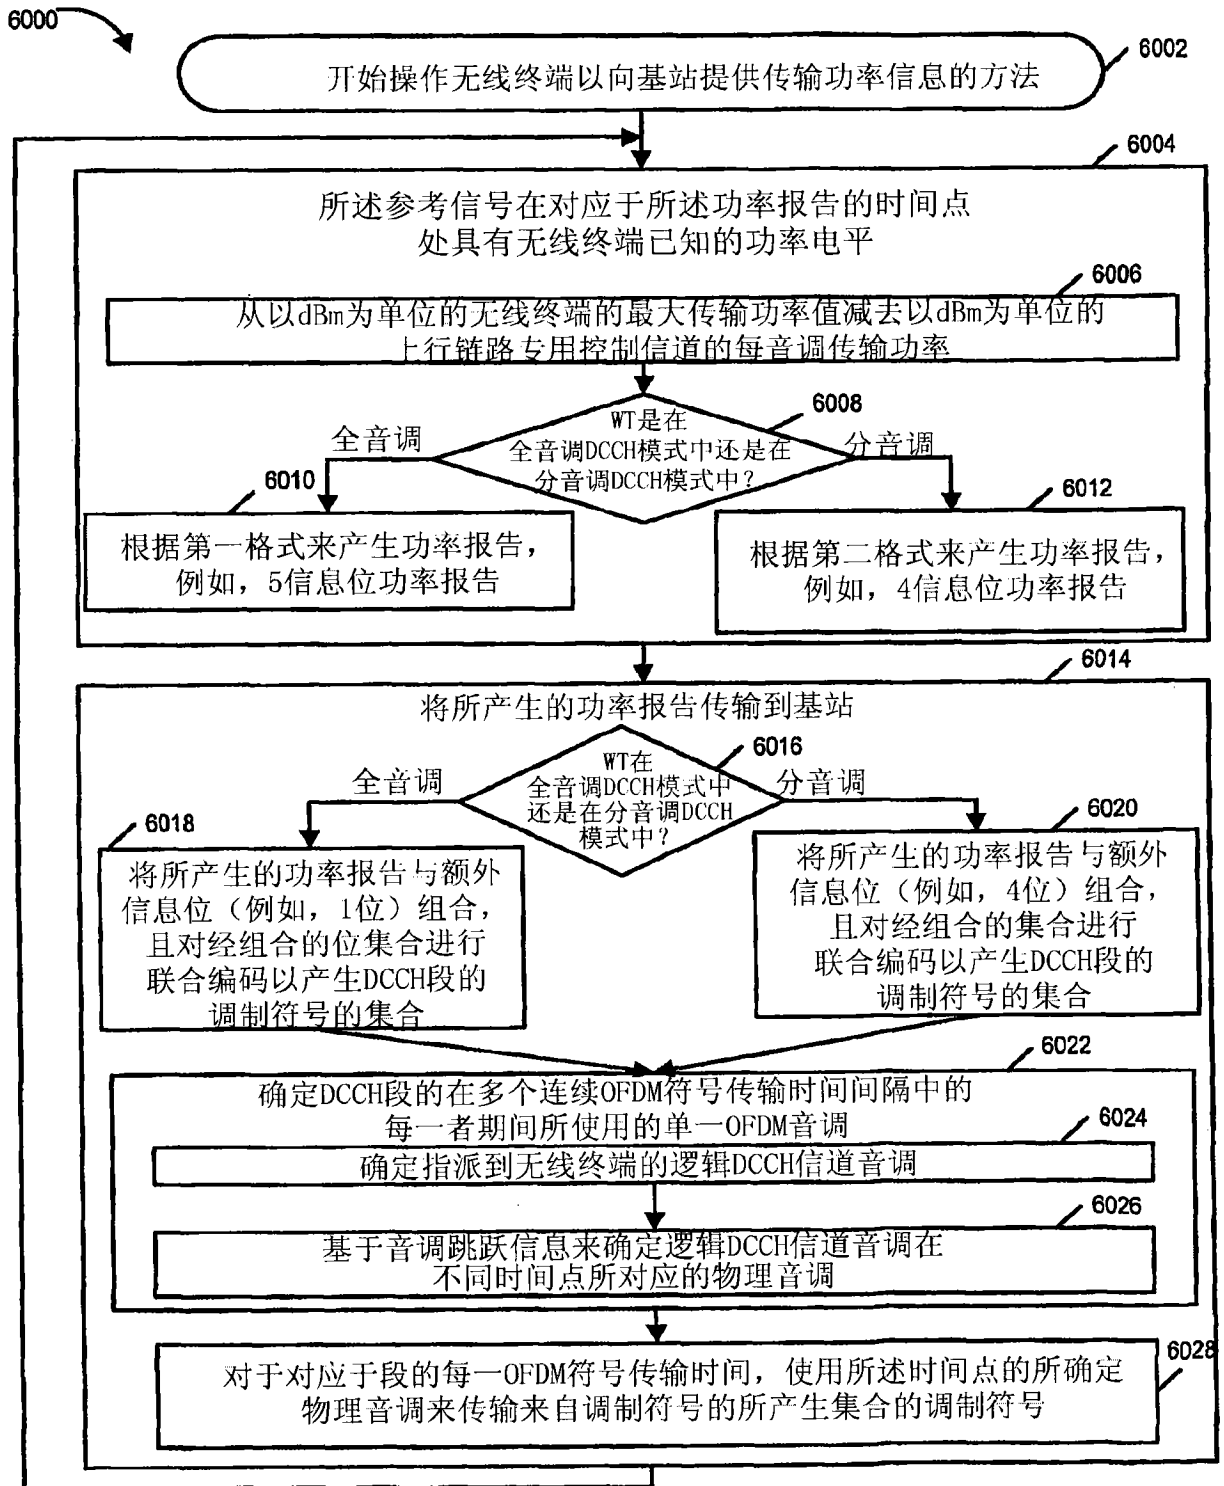 6000
6002
开始操作无线终端以向基站提供传输功率信息的方法
6004
所述参考信号在对应于所述功率报告的时间点
处具有无线终端已知的功率电平
6006
从以dBm为单位的无线终端的最大传输功率值减去以dBm为单位的
上行链路专用控制信道的每音调传输功率
6008
WT是在
全音调DCCH模式中还是在
分音调DCCH模式中?
全音调
分音调
6010
根据第一格式来产生功率报告,
例如, 5信息位功率报告
6012
根据第二格式来产生功率报告,
例如, 4信息位功率报告
6014
将所产生的功率报告传输到基站
6016
WT在
全音调DCCH模式中
还是在分音调DCCH
模式中?
全音调
分音调
6018
将所产生的功率报告与额外
信息位（例如, 1位）组合,
且对经组合的位集合进行
联合编码以产生DCCH段的
调制符号的集合
6020
将所产生的功率报告与额外
信息位（例如, 4位）组合,
且对经组合的集合进行
联合编码以产生DCCH段的
调制符号的集合
6022
确定DCCH段的在多个连续OFDM符号传输时间间隔中的
每一者期间所使用的单一OFDM音调
6024
确定指派到无线终端的逻辑DCCH信道音调
6026
基于音调跳跃信息来确定逻辑DCCH信道音调在
不同时间点所对应的物理音调
6028
对于对应于段的每一OFDM符号传输时间, 使用所述时间点的所确定
物理音调来传输来自调制符号的所产生集合的调制符号